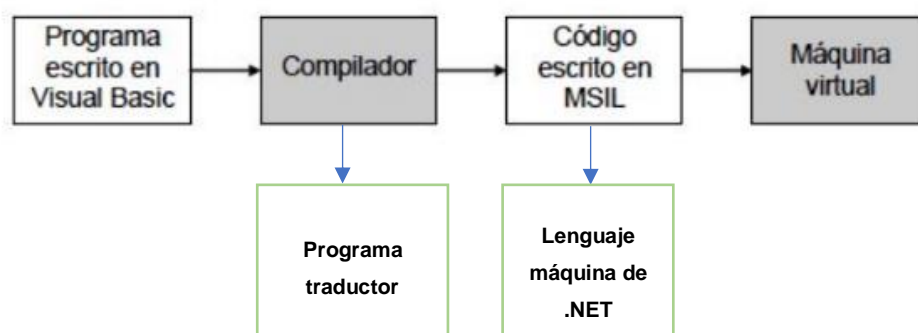 Programa
escrito en
Visual Basic
Compilador
Código
escrito en
MSIL
Máquina
virtual
Programa
traductor
Lenguaje
máquina de
.NET